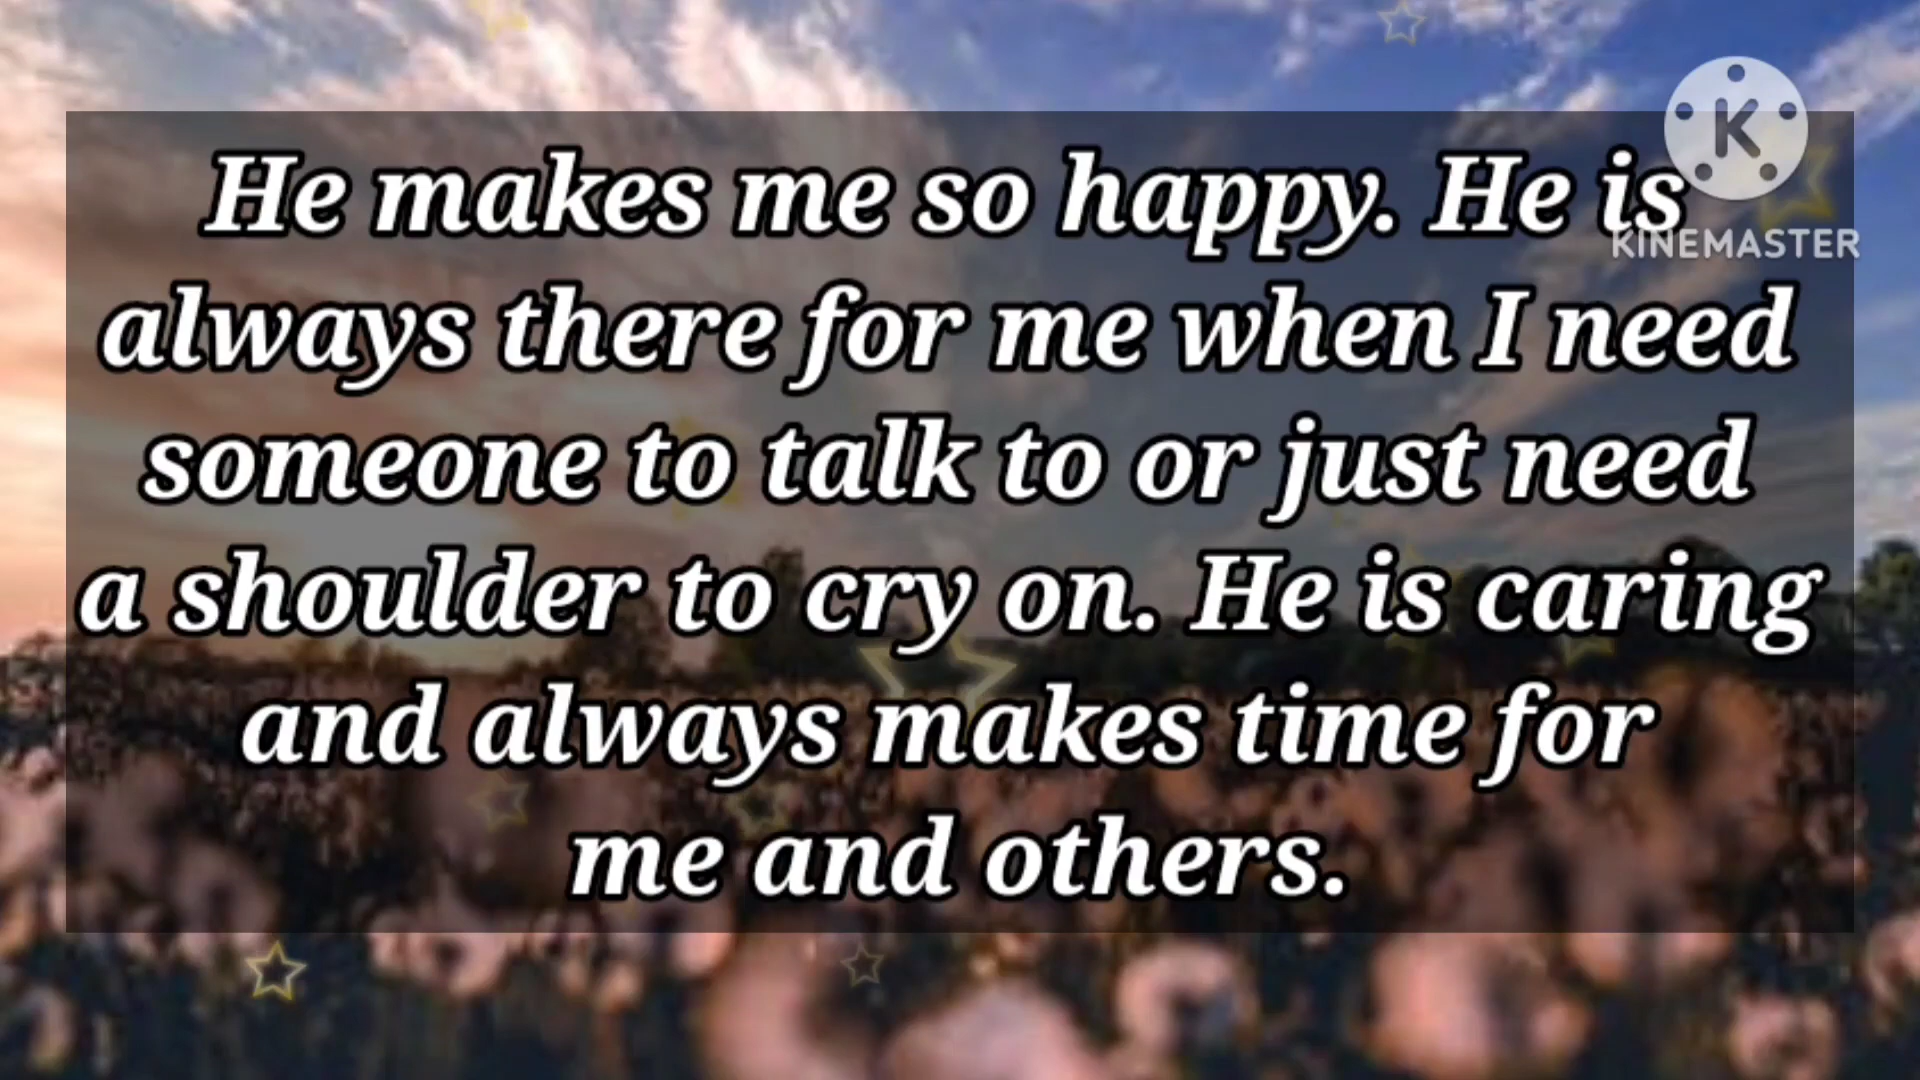 He makes me so happy. He is
always there for me when I need
someone to talk to or just need
a shoulder to cry on. He is caring
and always makes time for
me and others.
K
KINEMASTER